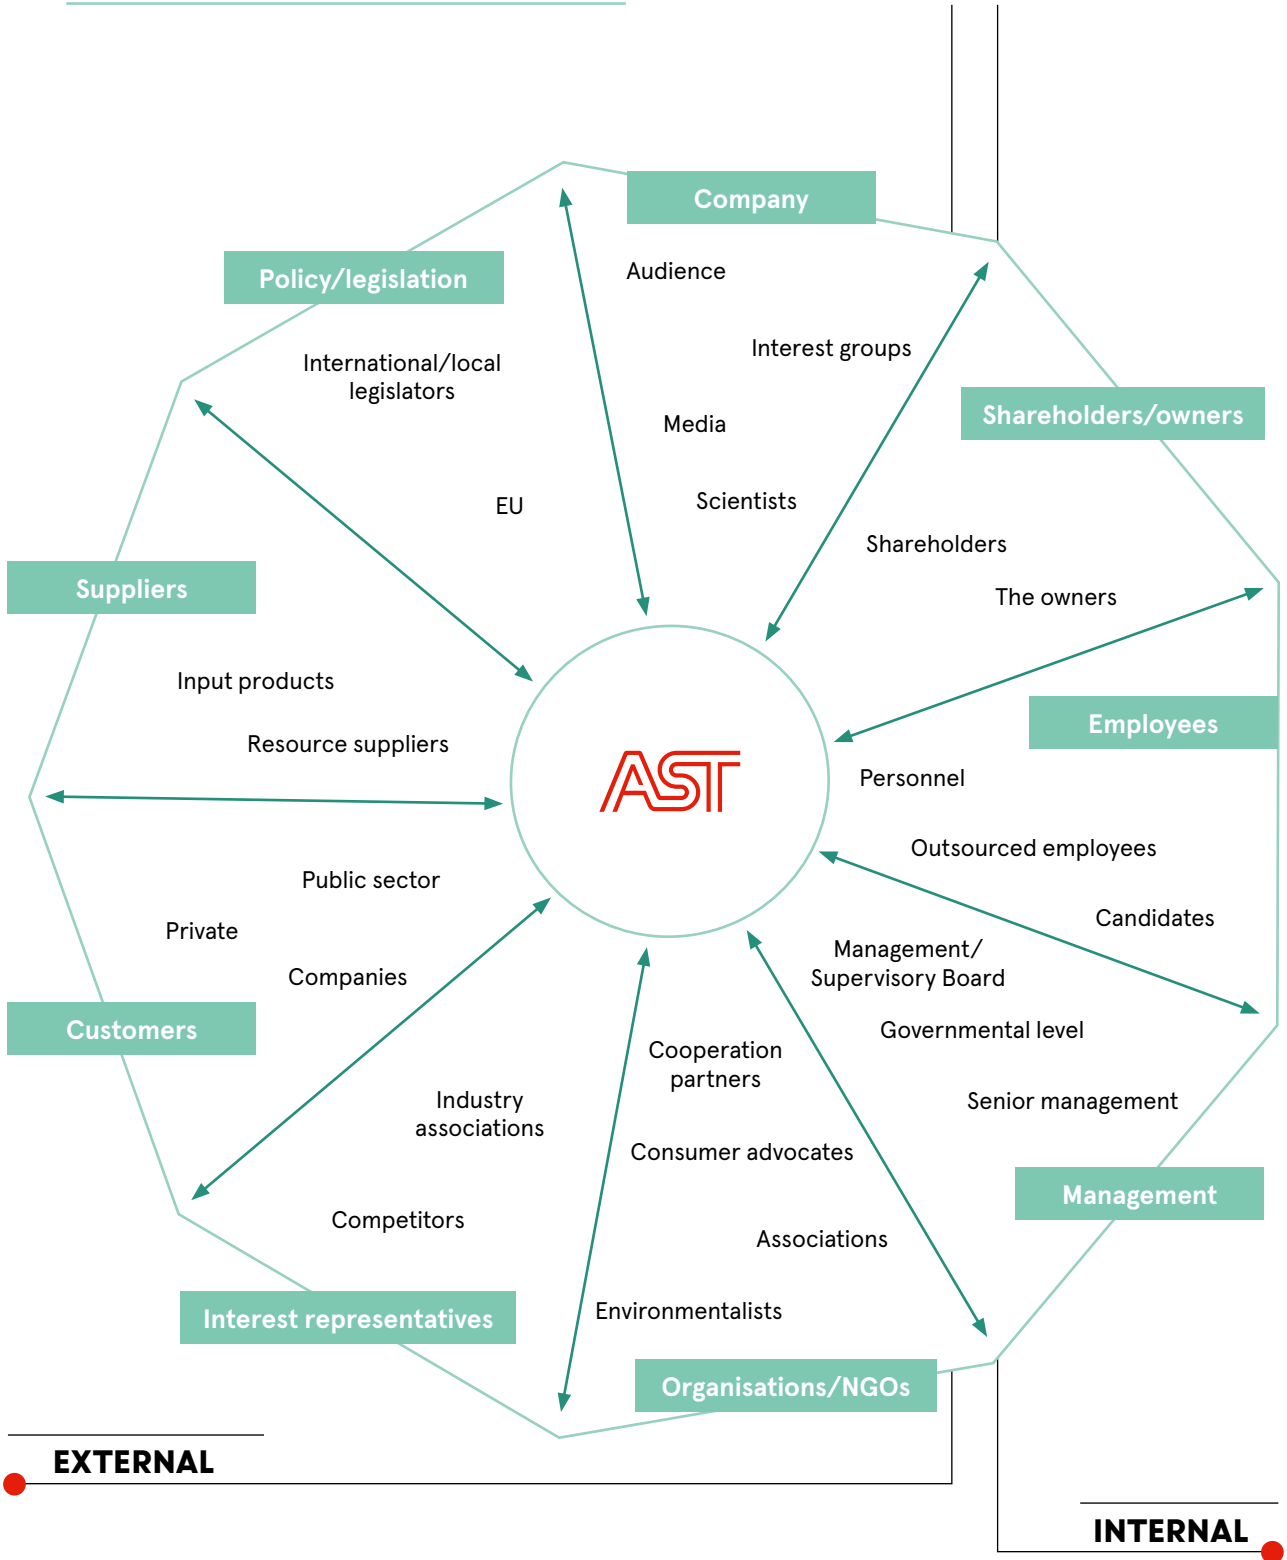 Company
Audience
Interest groups
Media
Scientists
Policy/legislation
International/local
legislators
EU
Shareholders/owners
Shareholders
The owners
Suppliers
Input products
Resource suppliers
AST
Employees
Personnel
Outsourced employees
Candidates
Public sector
Private
Companies
Customers
Management/
Supervisory Board
Governmental level
Senior management
Management
Industry
associations
Competitors
Interest representatives
Cooperation
partners
Consumer advocates
Associations
Environmentalists
Organisations/NGOs
EXTERNAL
INTERNAL